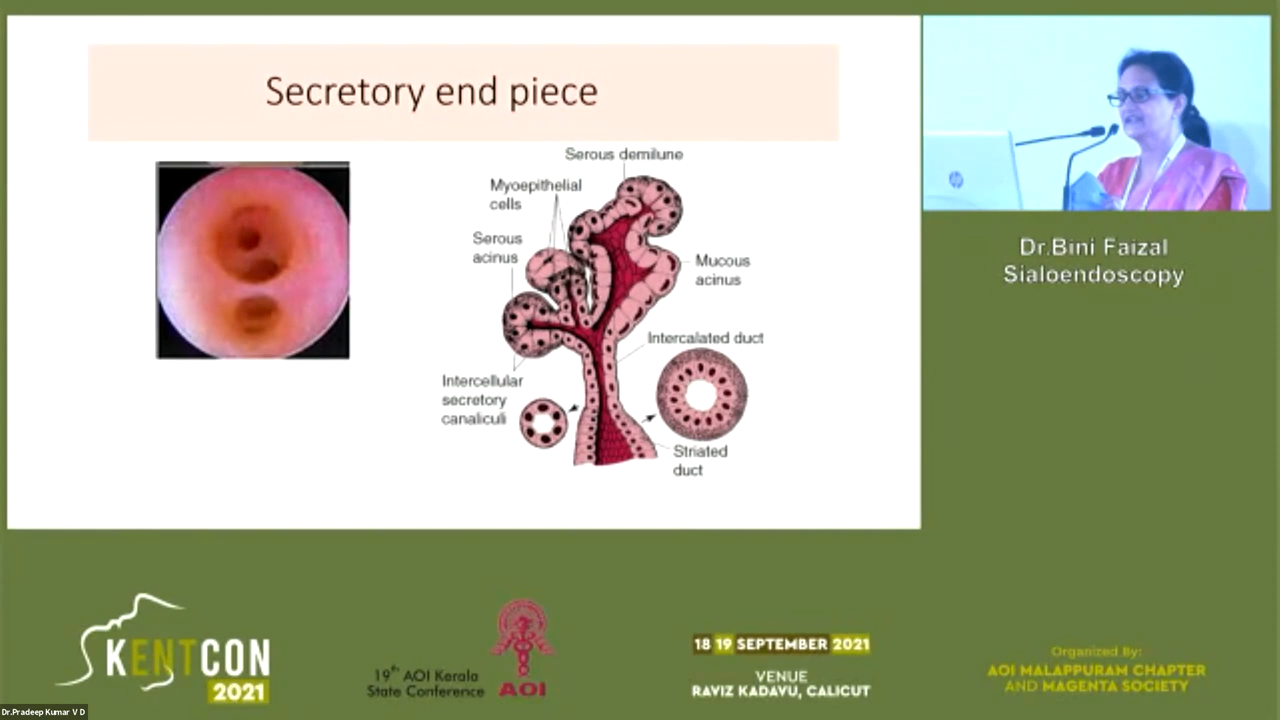 Secretory end piece
Serous demilune
Myoepithelial
cells
Serous
acinus
Mucous
acinus
Intercalated duct
Intercellular
secretory
canaliculi
Striated
duct
hp
Dr.Bini Faizal
Sialoendoscopy
KENTCON
2021
19th AOI Kerala
State Conference
AOI
18 19 SEPTEMBER 2021
VENUE
RAVIZ KADAVU, CALICUT
Organized By:
AOI MALAPPURAM CHAPTER
AND MAGENTA SOCIETY
Dr.Pradeep Kumar V D